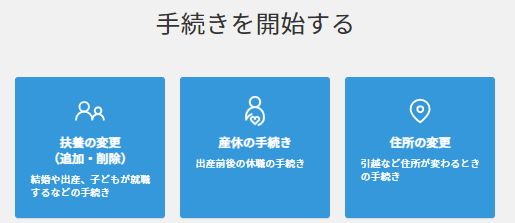 手続きを開始する
扶養の変更
（追加・削除）
結婚や出産、子どもが就職
するなどの手続き
産休の手続き
出産前後の休職の手続き
住所の変更
引越など住所が変わるとき
の手続き